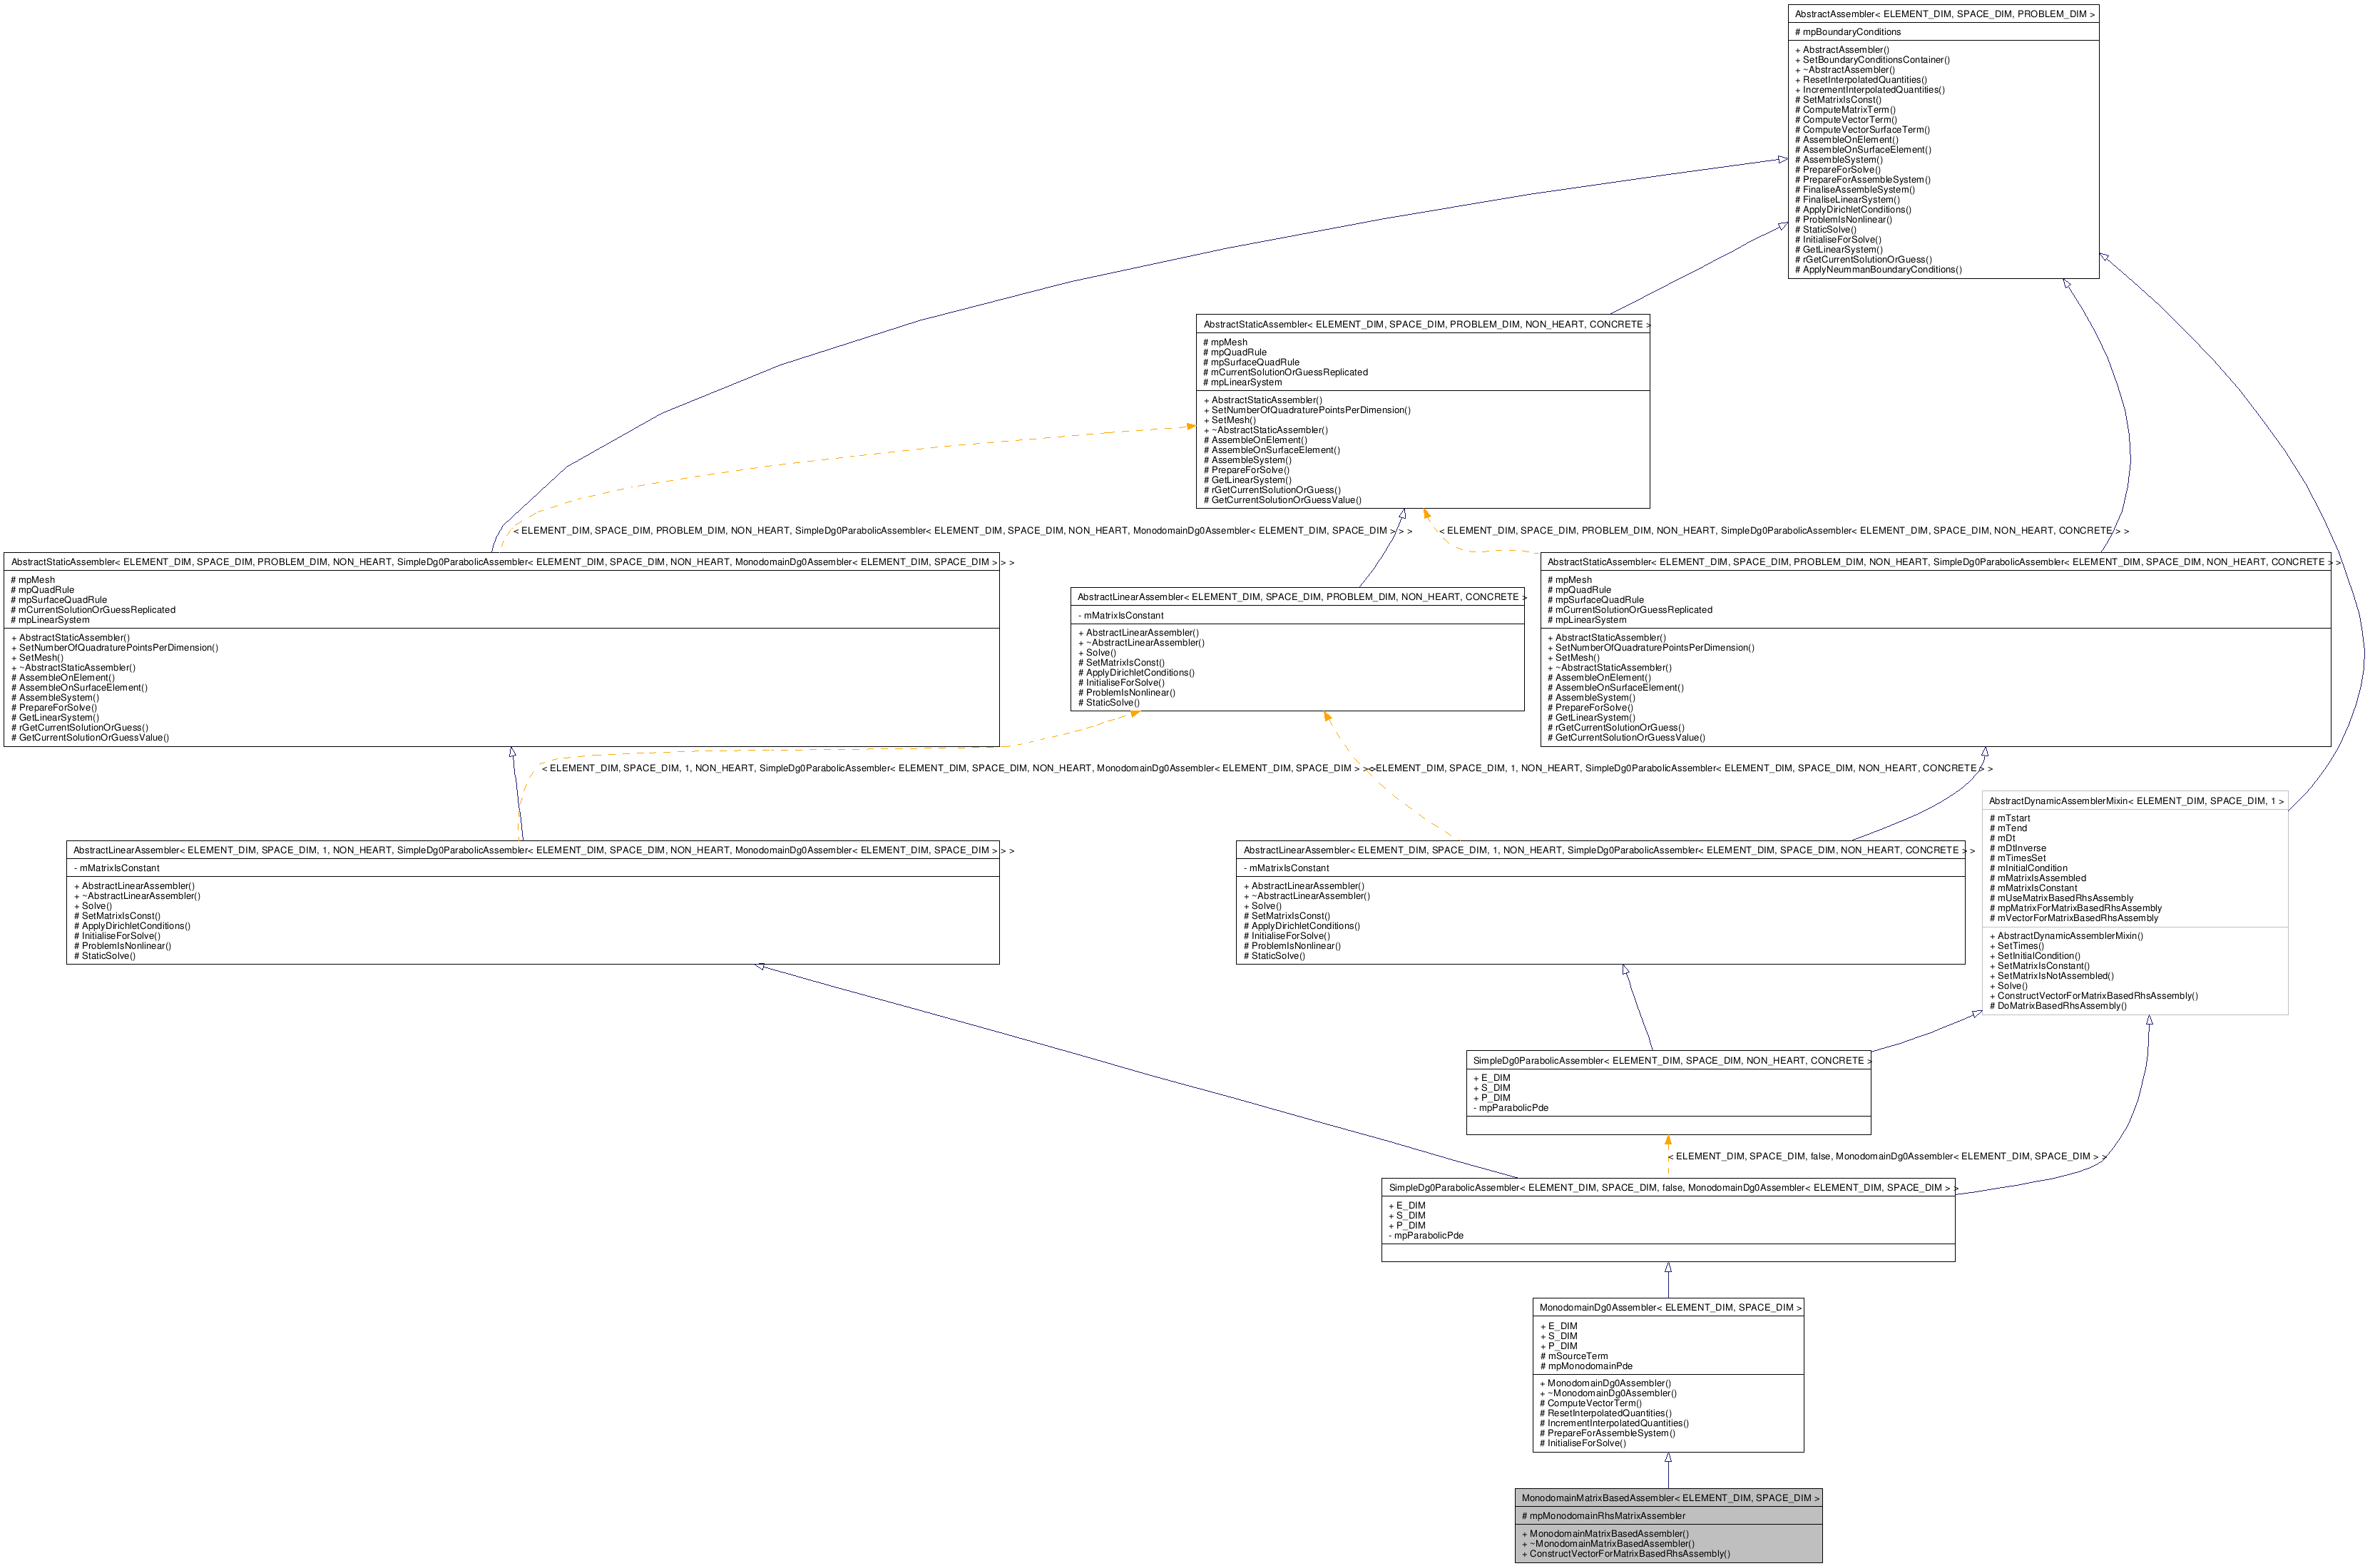 AbstractAssembler< ELEMENT_DIM, SPACE_DIM, PROBLEM_DIM >
# mpBoundaryConditions
+ AbstractAssembler()
+ SetBoundaryConditionsContainer()
+ ~AbstractAssembler()
+ ResetInterpolatedQuantities()
+ IncrementInterpolatedQuantities()
# SetMatrixIsConst()
# ComputeMatrixTerm()
# ComputeVectorTerm()
# ComputeVectorSurfaceTerm()
# AssembleOnElement()
# AssembleOnSurfaceElement()
# AssembleSystem()
# PrepareForSolve()
# PrepareForAssembleSystem()
# FinaliseAssembleSystem()
# FinaliseLinearSystem()
# ApplyDirichletConditions()
# ProblemIsNonlinear()
# StaticSolve()
# InitialiseForSolve()
# GetLinearSystem()
# rGetCurrentSolutionOrGuess()
# ApplyNeummanBoundaryConditions()
AbstractStaticAssembler< ELEMENT_DIM, SPACE_DIM, PROBLEM_DIM, NON_HEART, CONCRETE >
# mpMesh
# mpQuadRule
# mpSurfaceQuadRule
# mCurrentSolutionOrGuessReplicated
# mpLinearSystem
+ AbstractStaticAssembler()
+ SetNumberOfQuadraturePointsPerDimension()
+ SetMesh()
+ ~AbstractStaticAssembler()
# AssembleOnElement()
# AssembleOnSurfaceElement()
# AssembleSystem()
# PrepareForSolve()
# GetLinearSystem()
# rGetCurrentSolutionOrGuess()
# GetCurrentSolutionOrGuessValue()
< ELEMENT_DIM, SPACE_DIM, PROBLEM_DIM, NON_HEART, SimpleDg0ParabolicAssembler< ELEMENT_DIM, SPACE_DIM, NON_HEART, MonodomainDg0Assembler< ELEMENT_DIM, SPACE_DIM > > >
< ELEMENT_DIM, SPACE_DIM, PROBLEM_DIM, NON_HEART, SimpleDg0ParabolicAssembler< ELEMENT_DIM, SPACE_DIM, NON_HEART, CONCRETE > >
AbstractStaticAssembler< ELEMENT_DIM, SPACE_DIM, PROBLEM_DIM, NON_HEART, SimpleDg0ParabolicAssembler< ELEMENT_DIM, SPACE_DIM, NON_HEART, MonodomainDg0Assembler< ELEMENT_DIM, SPACE_DIM > > >
# mpMesh
# mpQuadRule
# mpSurfaceQuadRule
# mCurrentSolutionOrGuessReplicated
# mpLinearSystem
+ AbstractStaticAssembler()
+ SetNumberOfQuadraturePointsPerDimension()
+ SetMesh()
+ ~AbstractStaticAssembler()
# AssembleOnElement()
# AssembleOnSurfaceElement()
# AssembleSystem()
# PrepareForSolve()
# GetLinearSystem()
# rGetCurrentSolutionOrGuess()
# GetCurrentSolutionOrGuessValue()
AbstractLinearAssembler< ELEMENT_DIM, SPACE_DIM, PROBLEM_DIM, NON_HEART, CONCRETE >
- mMatrixIsConstant
+ AbstractLinearAssembler()
+ ~AbstractLinearAssembler()
+ Solve()
# SetMatrixIsConst()
# ApplyDirichletConditions()
# InitialiseForSolve()
# ProblemIsNonlinear()
# StaticSolve()
AbstractStaticAssembler< ELEMENT_DIM, SPACE_DIM, PROBLEM_DIM, NON_HEART, SimpleDg0ParabolicAssembler< ELEMENT_DIM, SPACE_DIM, NON_HEART, CONCRETE > >
# mpMesh
# mpQuadRule
# mpSurfaceQuadRule
# mCurrentSolutionOrGuessReplicated
# mpLinearSystem
+ AbstractStaticAssembler()
+ SetNumberOfQuadraturePointsPerDimension()
+ SetMesh()
+ ~AbstractStaticAssembler()
# AssembleOnElement()
# AssembleOnSurfaceElement()
# AssembleSystem()
# PrepareForSolve()
# GetLinearSystem()
# rGetCurrentSolutionOrGuess()
# GetCurrentSolutionOrGuessValue()
< ELEMENT_DIM, SPACE_DIM, 1, NON_HEART, SimpleDg0ParabolicAssembler< ELEMENT_DIM, SPACE_DIM, NON_HEART, MonodomainDg0Assembler< ELEMENT_DIM, SPACE_DIM > > >
< ELEMENT_DIM, SPACE_DIM, 1, NON_HEART, SimpleDg0ParabolicAssembler< ELEMENT_DIM, SPACE_DIM, NON_HEART, CONCRETE > >
AbstractLinearAssembler< ELEMENT_DIM, SPACE_DIM, 1, NON_HEART, SimpleDg0ParabolicAssembler< ELEMENT_DIM, SPACE_DIM, NON_HEART, MonodomainDg0Assembler< ELEMENT_DIM, SPACE_DIM > > >
- mMatrixIsConstant
+ AbstractLinearAssembler()
+ ~AbstractLinearAssembler()
+ Solve()
# SetMatrixIsConst()
# ApplyDirichletConditions()
# InitialiseForSolve()
# ProblemIsNonlinear()
# StaticSolve()
AbstractLinearAssembler< ELEMENT_DIM, SPACE_DIM, 1, NON_HEART, SimpleDg0ParabolicAssembler< ELEMENT_DIM, SPACE_DIM, NON_HEART, CONCRETE > >
- mMatrixIsConstant
+ AbstractLinearAssembler()
+ ~AbstractLinearAssembler()
+ Solve()
# SetMatrixIsConst()
# ApplyDirichletConditions()
# InitialiseForSolve()
# ProblemIsNonlinear()
# StaticSolve()
AbstractDynamicAssemblerMixin< ELEMENT_DIM, SPACE_DIM, 1 >
# mTstart
# mTend
# mDt
# mDtInverse
# mTimesSet
# mInitialCondition
# mMatrixIsAssembled
# mMatrixIsConstant
# mUseMatrixBasedRhsAssembly
# mpMatrixForMatrixBasedRhsAssembly
# mVectorForMatrixBasedRhsAssembly
+ AbstractDynamicAssemblerMixin()
+ SetTimes()
+ SetInitialCondition()
+ SetMatrixIsConstant()
+ SetMatrixIsNotAssembled()
+ Solve()
+ ConstructVectorForMatrixBasedRhsAssembly()
# DoMatrixBasedRhsAssembly()
SimpleDg0ParabolicAssembler< ELEMENT_DIM, SPACE_DIM, NON_HEART, CONCRETE >
+ E_DIM
+ S_DIM
+ P_DIM
- mpParabolicPde
< ELEMENT_DIM, SPACE_DIM, false, MonodomainDg0Assembler< ELEMENT_DIM, SPACE_DIM > >
SimpleDg0ParabolicAssembler< ELEMENT_DIM, SPACE_DIM, false, MonodomainDg0Assembler< ELEMENT_DIM, SPACE_DIM > >
+ E_DIM
+ S_DIM
+ P_DIM
- mpParabolicPde
MonodomainDg0Assembler< ELEMENT_DIM, SPACE_DIM >
+ E_DIM
+ S_DIM
+ P_DIM
# mSourceTerm
# mpMonodomainPde
+ MonodomainDg0Assembler()
+ ~MonodomainDg0Assembler()
# ComputeVectorTerm()
# ResetInterpolatedQuantities()
# IncrementInterpolatedQuantities()
# PrepareForAssembleSystem()
# InitialiseForSolve()
MonodomainMatrixBasedAssembler< ELEMENT_DIM, SPACE_DIM >
# mpMonodomainRhsMatrixAssembler
+ MonodomainMatrixBasedAssembler()
+ ~MonodomainMatrixBasedAssembler()
+ ConstructVectorForMatrixBasedRhsAssembly()